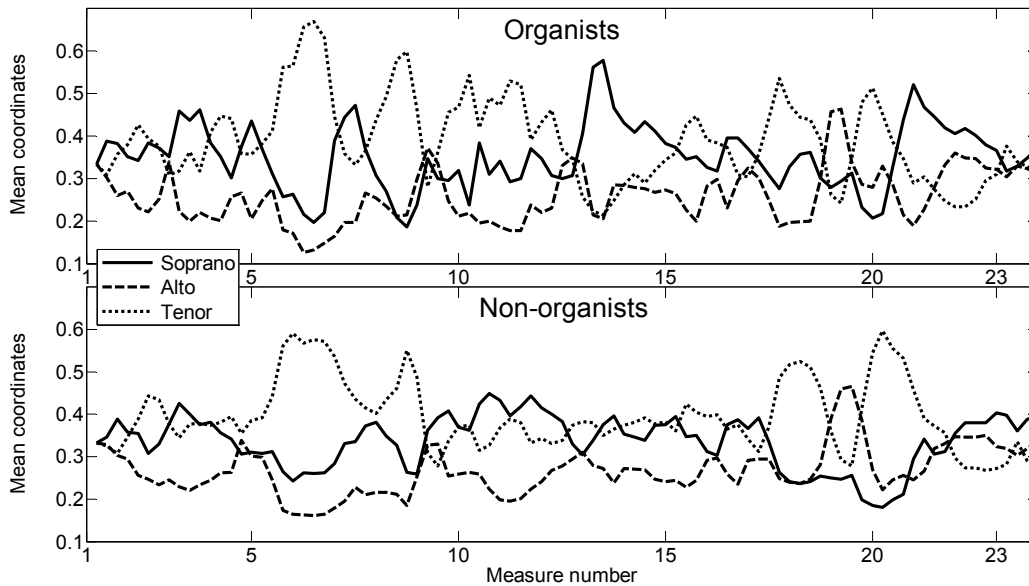 Organists
Mean coordinates
0.6
0.5
0.4
0.3
0.2
0.1
1 5 10 15 20 23
Soprano
Alto
Tenor
Non-organists
Mean coordinates
0.6
0.5
0.4
0.3
0.2
0.1
1 5 10 15 20 23
Measure number